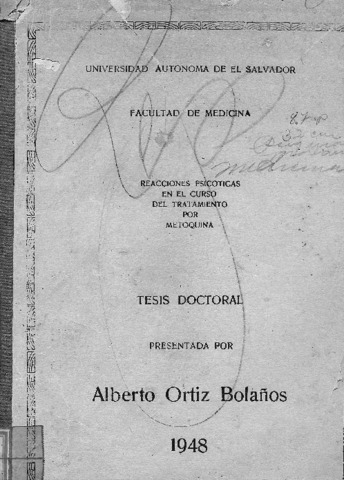 UNIVERSIDAD AUTONOMA DE EL SALVADOR
FACULTAD DE MEDICINA
REACCIONES PSICOTICAS
EN EL CURSO
DEL TRATAMIENTO
POR
METOQUINA
TESIS DOCTORAL
PRESENTADA POR
Alberto Ortiz Bolaños
1948